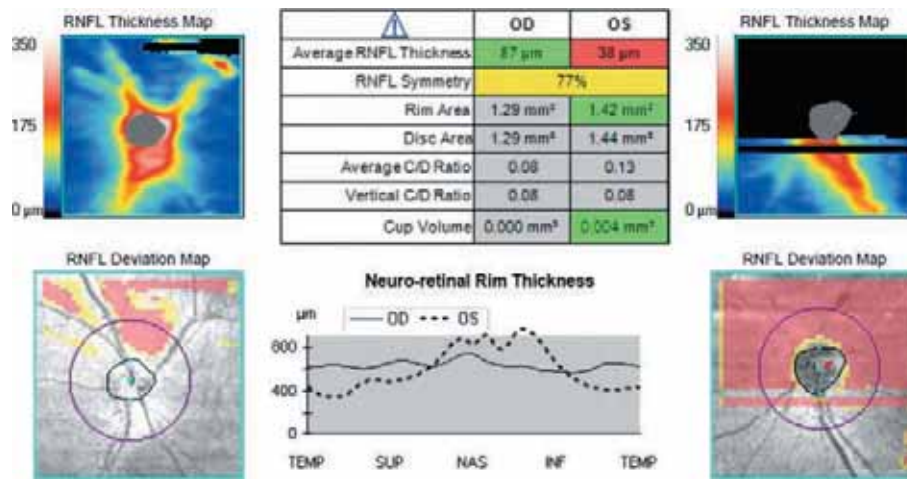 RNFL Thickness Map
350
175
0 µm
OD OS
Average RNFL Thickness 87 µm 38 µm
RNFL Symmetry 77%
Rim Area 1.29 mm² 1.42 mm²
Disc Area 1.29 mm² 1.44 mm²
Average C/D Ratio 0.08 0.13
Vertical C/D Ratio 0.08 0.08
Cup Volume 0.000 mm³ 0.004 mm³
RNFL Thickness Map
350
175
0 µm
RNFL Deviation Map
Neuro-retinal Rim Thickness
µm
OD OS
800
400
0
TEMP SUP NAS INF TEMP
RNFL Deviation Map